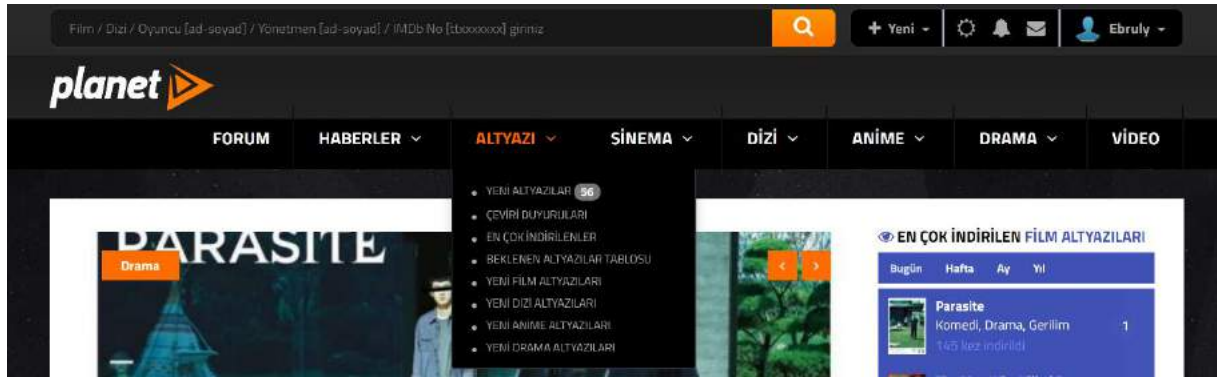 Film / Dizi / Oyuncu [ad-soyad] / Yönetmen [ad-soyad] / IMDb No [ttxxxxxxx] giriniz
+ Yeni
Ebruly
planet
FORUM HABERLER ALTYAZI SİNEMA DİZİ ANİME DRAMA VİDEO
YENİ ALTYAZILAR 56
ÇEVİRİ DUYURULARI
EN ÇOK İNDİRİLENLER
BEKLENEN ALTYAZILAR TABLOSU
YENİ FİLM ALTYAZILARI
YENİ DİZİ ALTYAZILARI
YENİ ANİME ALTYAZILARI
YENİ DRAMA ALTYAZILARI
PARASITE
Drama
EN ÇOK İNDİRİLEN FİLM ALTYAZILARI
Bugün Hafta Ay Yıl
Parasite
Komedi, Drama, Gerilim 1
145 kez indirildi